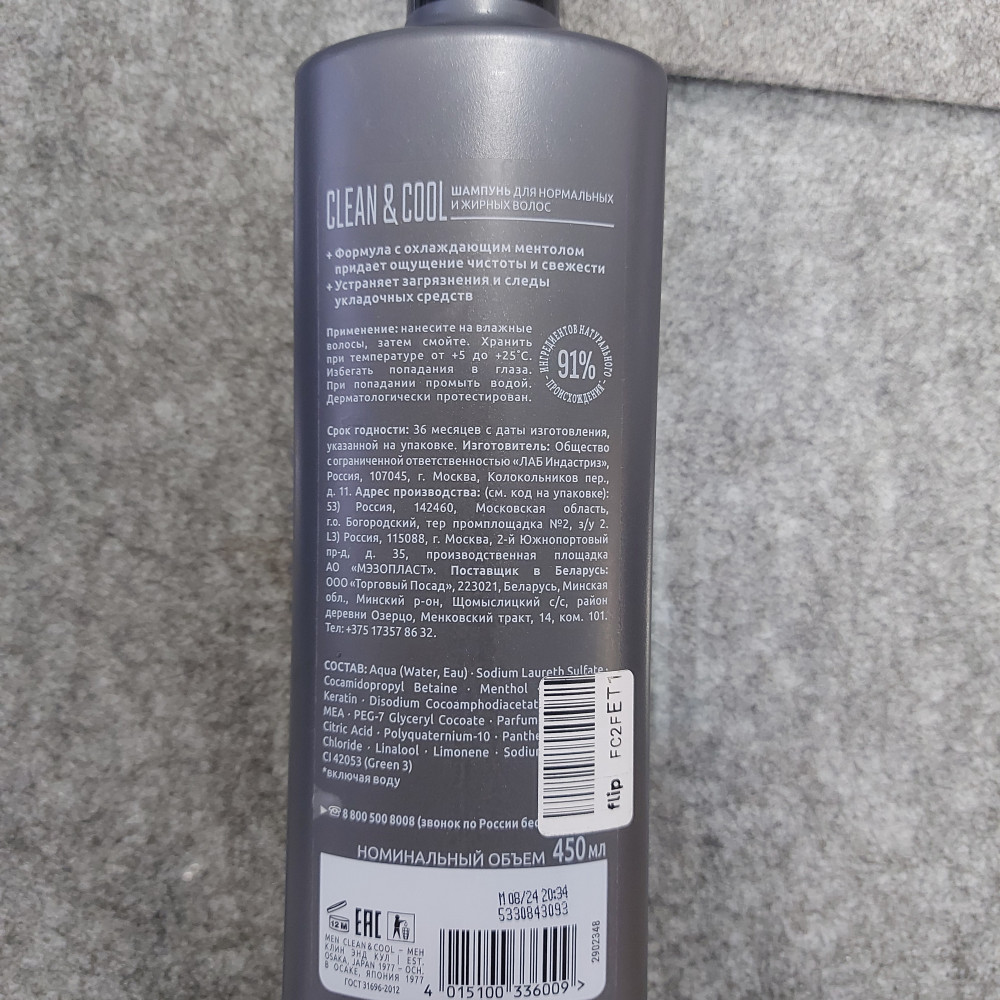 CLEAN & COOL
ШАМПУНЬ ДЛЯ НОРМАЛЬНЫХ
И ЖИРНЫХ ВОЛОС
+ Формула с охлаждающим ментолом
придает ощущение чистоты и свежести
+ Устраняет загрязнения и следы
укладочных средств
Применение: нанесите на влажные
волосы, затем смойте. Хранить
при температуре от +5 до +25°C.
Избегать попадания в глаза.
При попадании промыть водой.
Дерматологически протестирован.
ИНГРЕДИЕНТОВ НАТУРАЛЬНОГО
91%
- ПРОИСХОЖДЕНИЯ* -
Срок годности: 36 месяцев с даты изготовления,
указанной на упаковке. Изготовитель: Общество
с ограниченной ответственностью «ЛАБ Индастриз»,
Россия, 107045, г. Москва, Колокольников пер.,
д. 11. Адрес производства: (см. код на упаковке):
53) Россия, 142460, Московская область,
г.о. Богородский, тер промплощадка №2, з/у 2.
L3) Россия, 115088, г. Москва, 2-й Южнопортовый
пр-д, д. 35, производственная площадка
АО «МЭЗОПЛАСТ». Поставщик в Беларусь:
ООО «Торговый Посад», 223021, Беларусь, Минская
обл., Минский р-он, Щомыслицкий с/с, район
деревни Озерцо, Менковский тракт, 14, ком. 101.
Тел: +375 17357 86 32.
СОСТАВ: Aqua (Water, Eau) · Sodium Laureth Sulfate ·
Cocamidopropyl Betaine · Menthol
Keratin · Disodium Cocoamphodiacetat
MEA · PEG-7 Glyceryl Cocoate · Parfum
Citric Acid · Polyquaternium-10 · Panthe
Chloride · Linalool · Limonene · Sodiu
CI 42053 (Green 3)
*включая воду
flip FC2FET1
8 800 500 8008 (звонок по России бес
НОМИНАЛЬНЫЙ ОБЪЕМ 450 МЛ
M 08/24 20:34
5330843093
12 M
EAC
MEN CLEAN & COOL – МЕН
КЛИН ЭНД КУЛ | EST.
OSAKA, JAPAN 1977 – ОСН.
В ОСАКЕ, ЯПОНИЯ 1977
ГОСТ 31696-2012
2902348
4 015100 336009 >